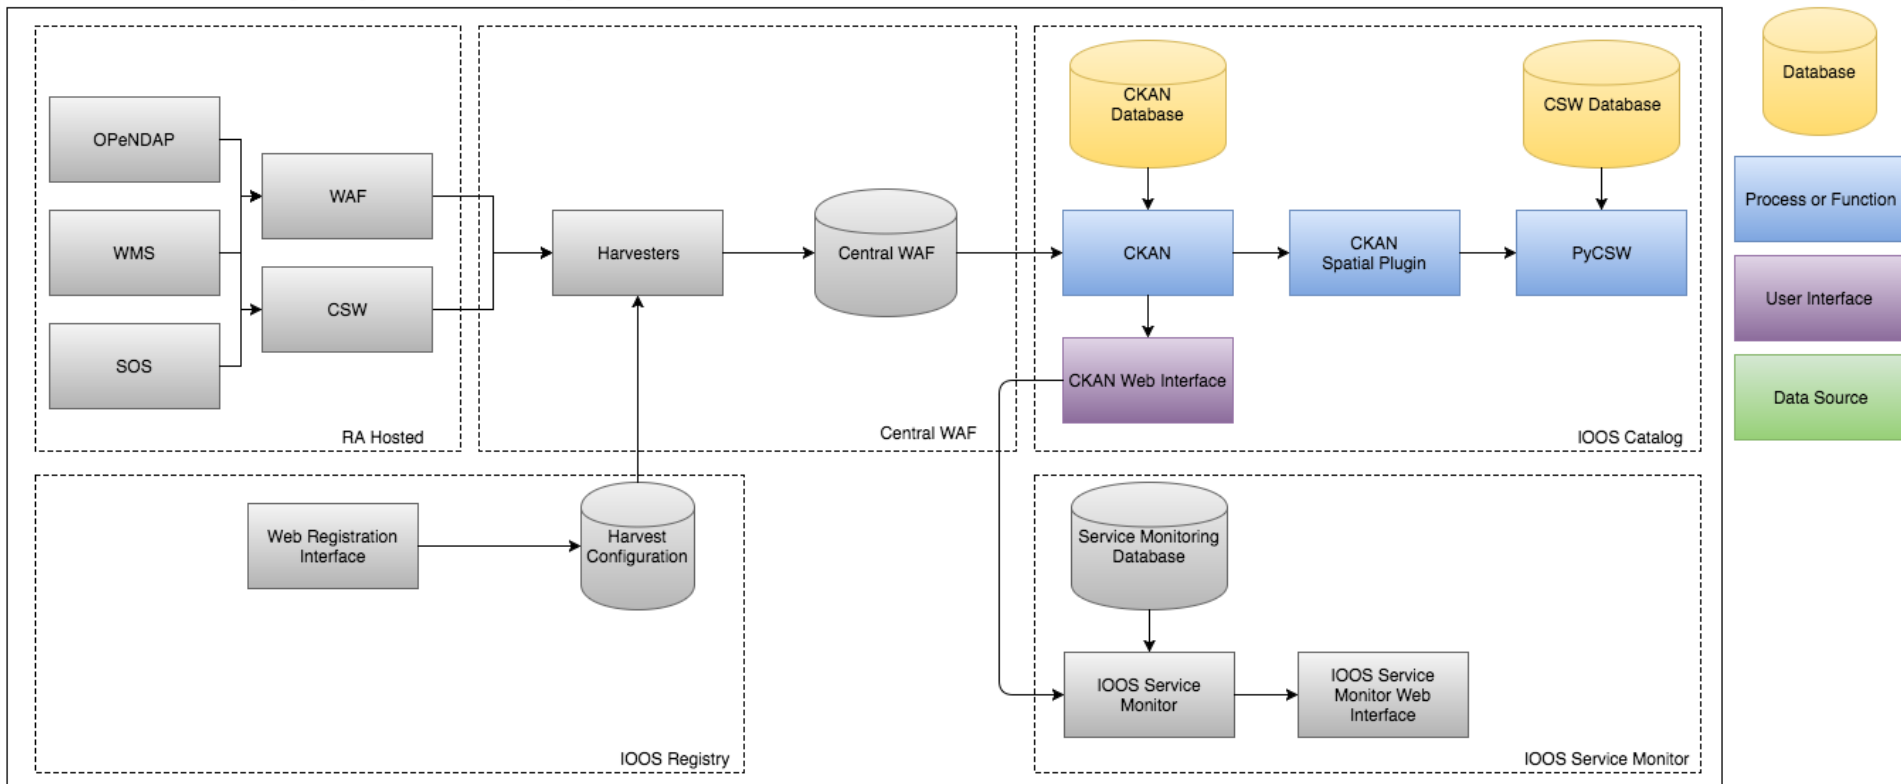 OPeNDAP
WMS
SOS
WAF
CSW
RA Hosted
Harvesters
Central WAF
Central WAF
CKAN
Database
CSW Database
CKAN
CKAN
Spatial Plugin
PyCSW
CKAN Web Interface
IOOS Catalog
Web Registration
Interface
Harvest
Configuration
IOOS Registry
Service Monitoring
Database
IOOS Service
Monitor
IOOS Service
Monitor Web
Interface
IOOS Service Monitor
Database
Process or Function
User Interface
Data Source